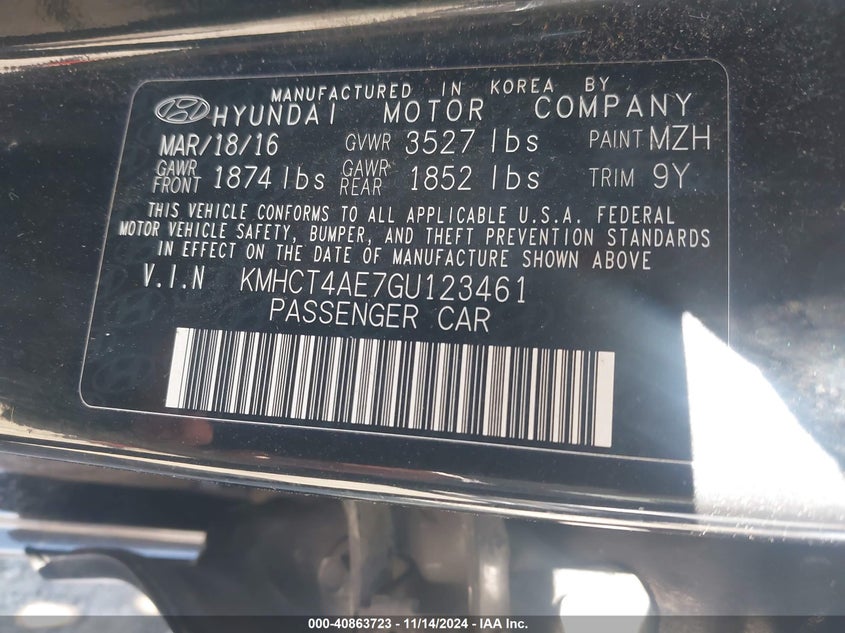 MANUFACTURED IN KOREA BY
HYUNDAI MOTOR COMPANY
MAR/18/16 GVWR 3527 lbs PAINT MZH
GAWR FRONT 1874 lbs GAWR REAR 1852 lbs TRIM 9Y
THIS VEHICLE CONFORMS TO ALL APPLICABLE U.S.A. FEDERAL
MOTOR VEHICLE SAFETY, BUMPER, AND THEFT PREVENTION STANDARDS
IN EFFECT ON THE DATE OF MANUFACTURE SHOWN ABOVE
V.I.N KMHCT4AE7GU123461
PASSENGER CAR
000-40863723 - 11/14/2024 - IAA Inc.